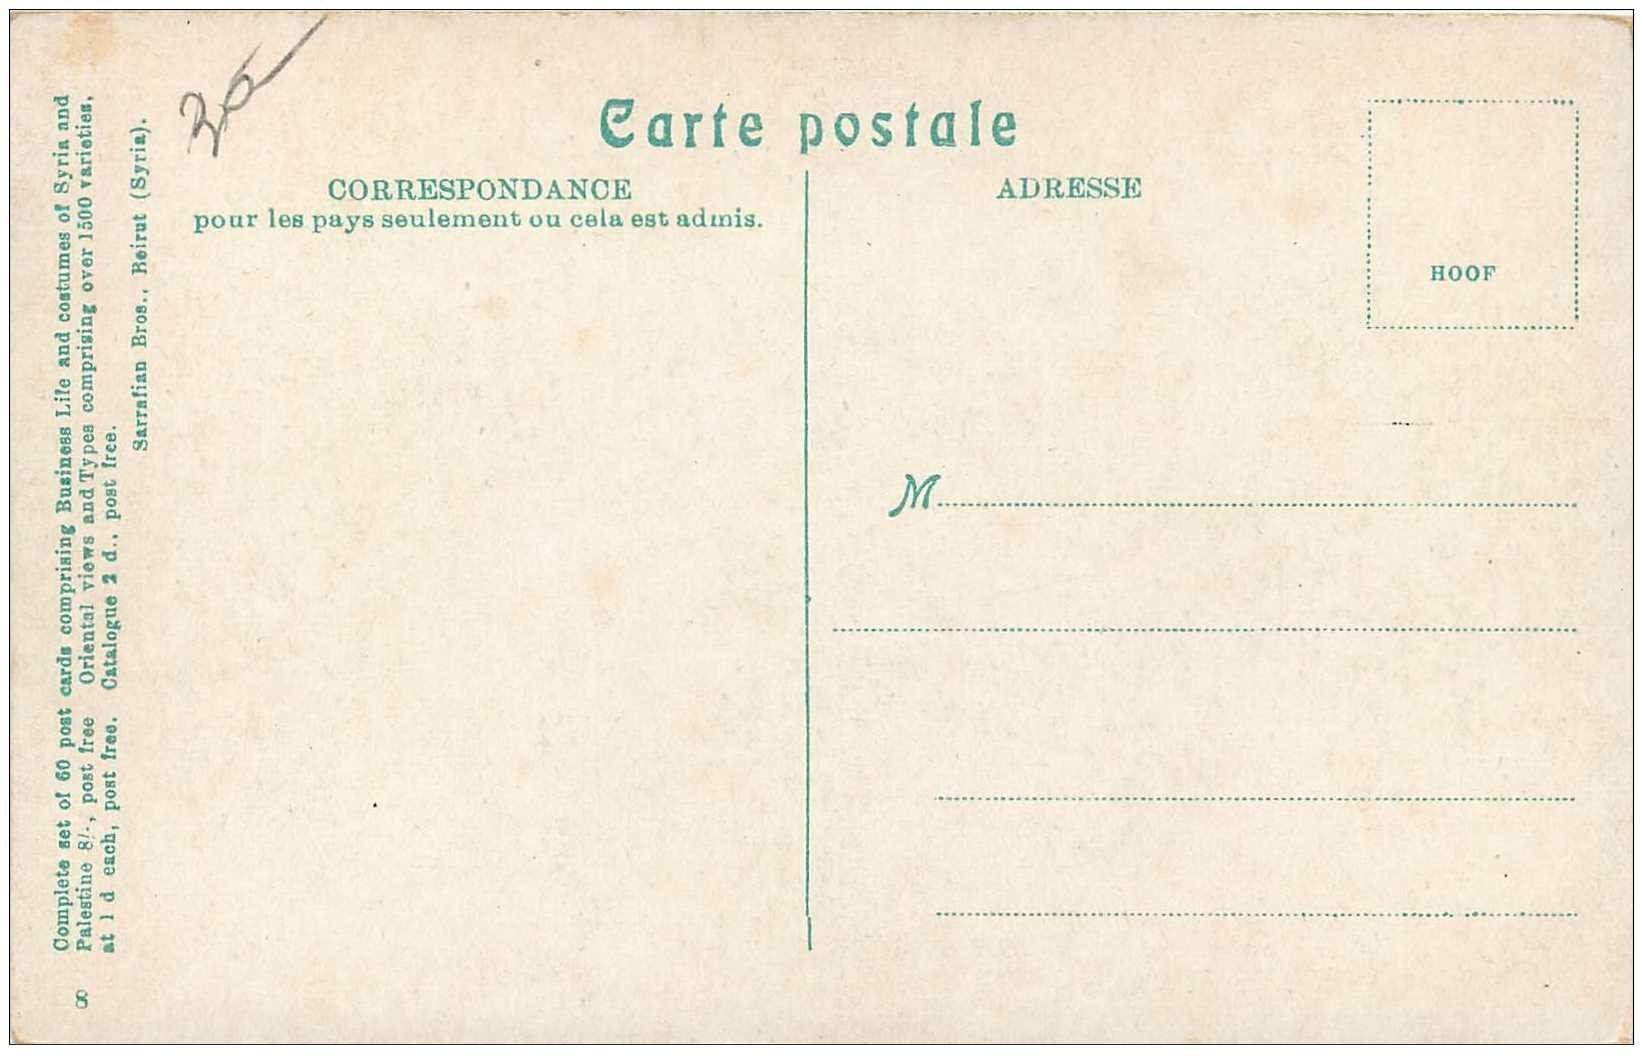 Carte postale
CORRESPONDANCE
pour les pays seulement ou cela est admis.
ADRESSE
HOOF
M
Complete set of 60 post cards comprising Business Life and costumes of Syria and
Palestine 8/-, post free Oriental views and Types comprising over 1500 varieties,
at 1 d each, post free. Catalogue 2 d., post free.
Sarrafian Bros., Beirut (Syria).
8